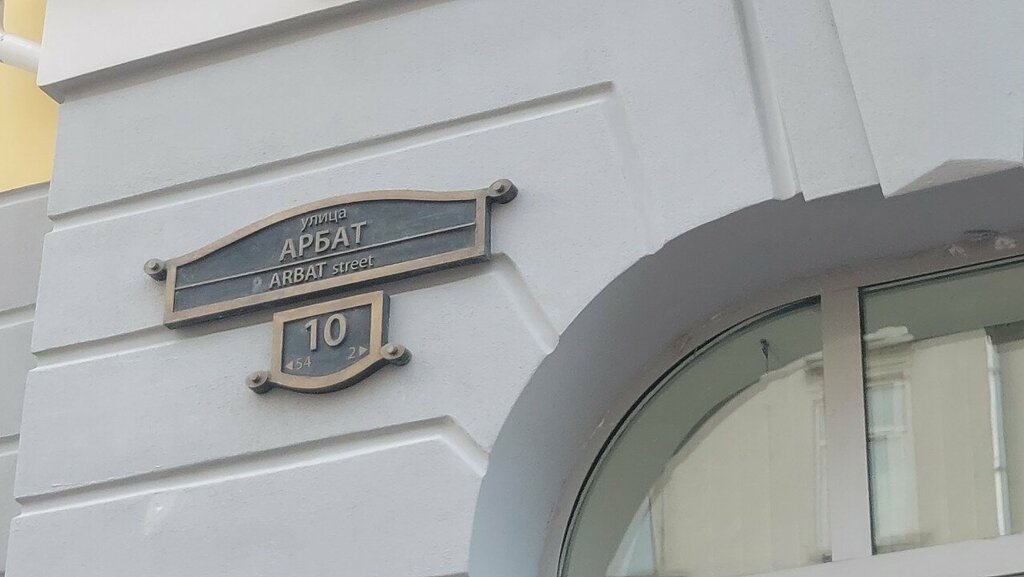 улица
АРБАТ
ARBAT street
10
◀54 2▶